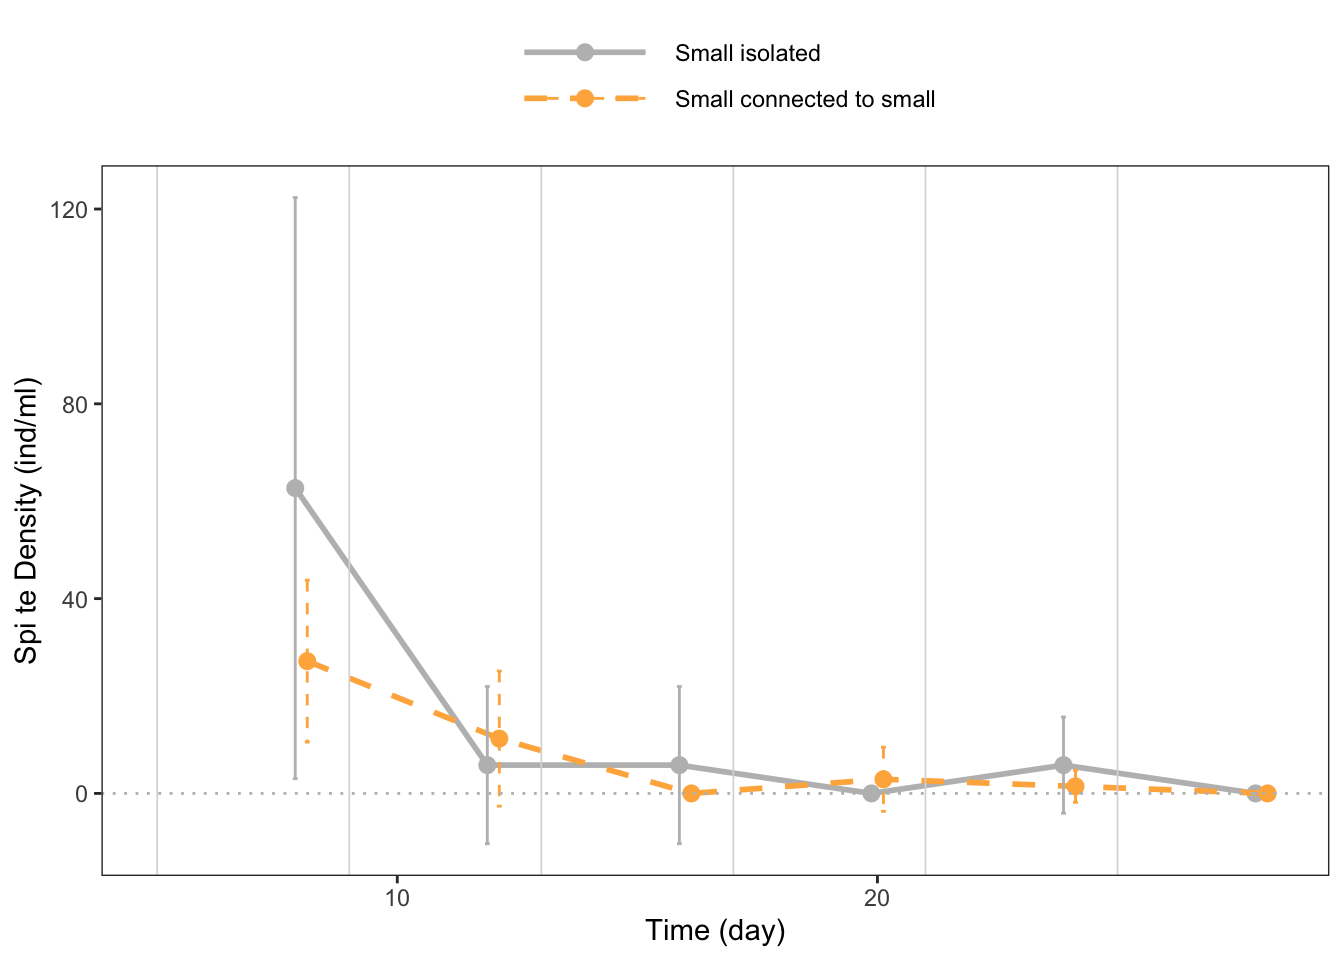 Small isolated
Small connected to small
Spi te Density (ind/ml)
120
80
40
0
10
20
Time (day)